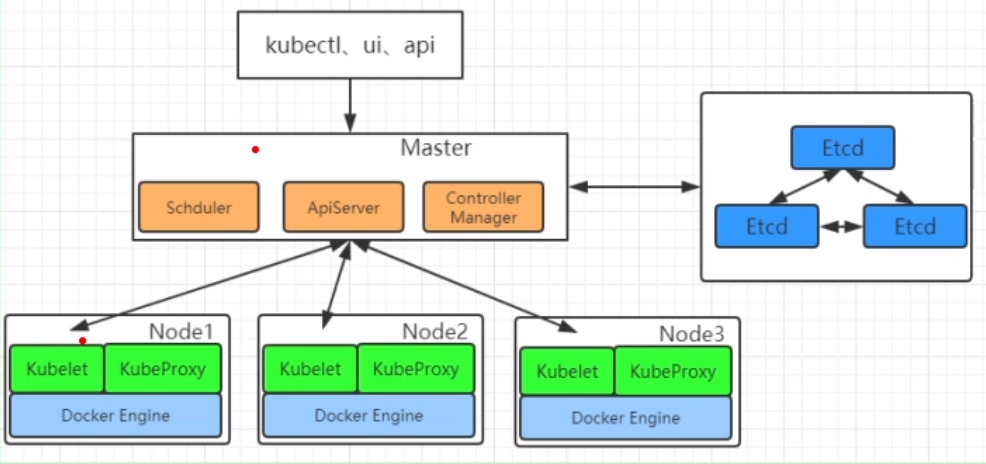 kubectl、ui、api
Master
Schduler
ApiServer
Controller
Manager
Etcd
Etcd
Etcd
Node1
Kubelet
KubeProxy
Docker Engine
Node2
Kubelet
KubeProxy
Docker Engine
Node3
Kubelet
KubeProxy
Docker Engine